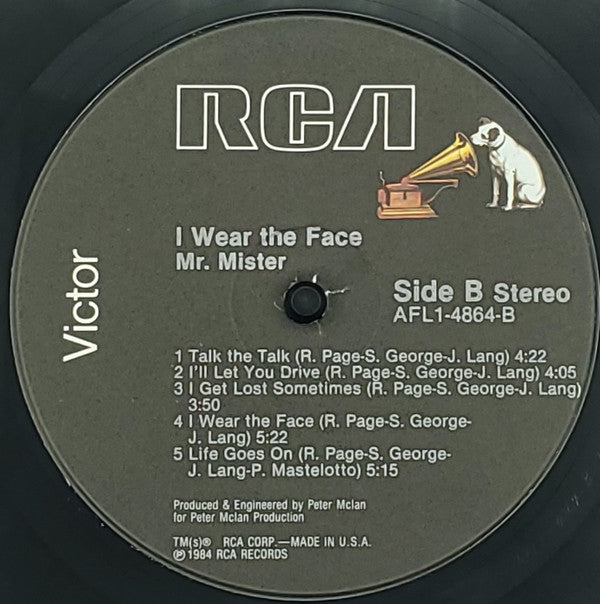 RCA
I Wear the Face
Mr. Mister
Victor
Side B Stereo
AFL1-4864-B
1 Talk the Talk (R. Page-S. George-J. Lang) 4:22
2 I'll Let You Drive (R. Page-S. George-J. Lang) 4:05
3 I Get Lost Sometimes (R. Page-S. George-J. Lang)
3:50
4 I Wear the Face (R. Page-S. George-
J. Lang) 5:22
5 Life Goes On (R. Page-S. George-
J. Lang-P. Mastelotto) 5:15
Produced & Engineered by Peter McIan
for Peter McIan Production
TM(s)® RCA CORP.—MADE IN U.S.A.
℗1984 RCA RECORDS